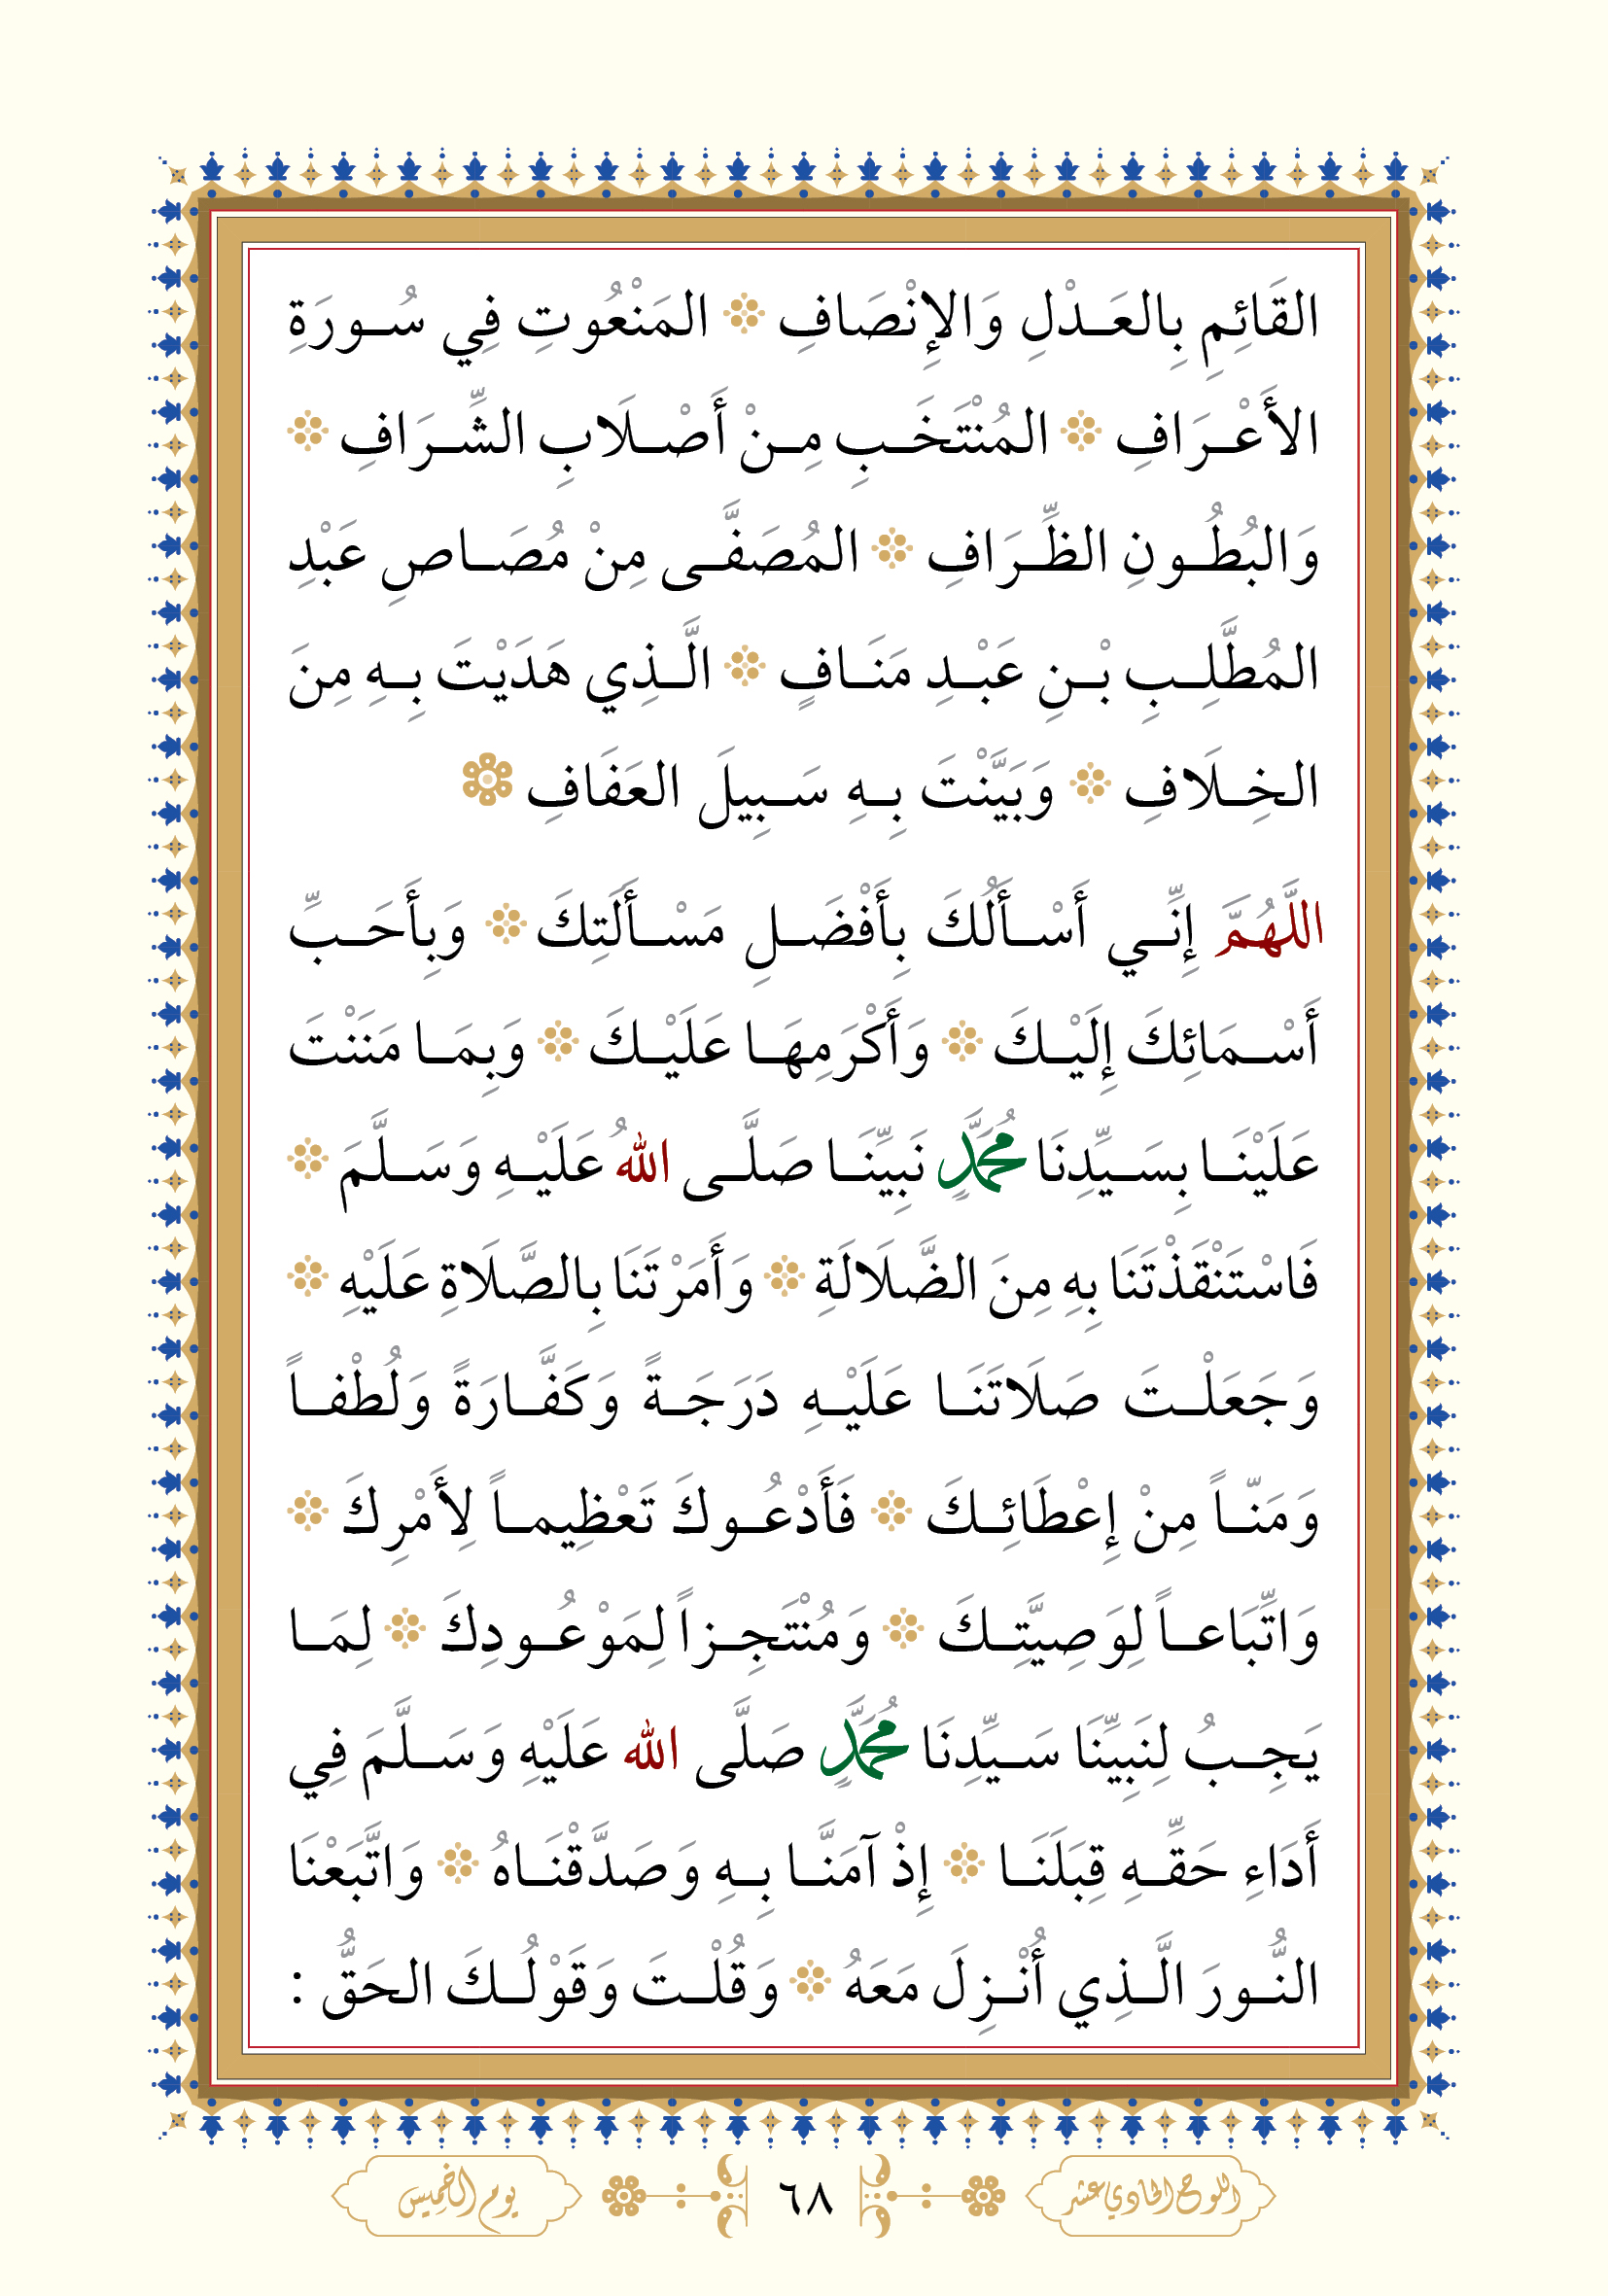 القَائِمِ بِالعَـدْلِ وَالإِنْصَافِ ۞ المَنْعُوتِ فِي سُـورَةِ
الأَعْـرَافِ ۞ المُنْتَخَـبِ مِـنْ أَصْـلَابِ الشِّـرَافِ ۞
وَالبُطُـونِ الظِّـرَافِ ۞ المُصَفَّـى مِنْ مُصَـاصِ عَبْدِ
المُطَّلِـبِ بْـنِ عَبْـدِ مَنَـافٍ ۞ الَّـذِي هَدَيْتَ بِـهِ مِنَ
الخِـلَافِ ۞ وَبَيَّنْتَ بِـهِ سَـبِيلَ العَفَافِ ۞
اللَّهُمَّ إِنِّـي أَسْـأَلُكَ بِأَفْضَـلِ مَسْـأَلَتِكَ ۞ وَبِأَحَـبِّ
أَسْـمَائِكَ إِلَيْـكَ ۞ وَأَكْرَمِهَـا عَلَيْـكَ ۞ وَبِمَـا مَنَنْتَ
عَلَيْنَـا بِسَـيِّدِنَا مُحَمَّدٍ نَبِيِّنَـا صَلَّـى اللهُ عَلَيْـهِ وَسَـلَّمَ ۞
فَاسْتَنْقَذْتَنَا بِهِ مِنَ الضَّلَالَةِ ۞ وَأَمَرْتَنَا بِالصَّلَاةِ عَلَيْهِ ۞
وَجَعَلْـتَ صَلَاتَنَـا عَلَيْـهِ دَرَجَـةً وَكَفَّـارَةً وَلُطْفـاً
وَمَنّـاً مِنْ إِعْطَائِـكَ ۞ فَأَدْعُـوكَ تَعْظِيمـاً لِأَمْرِكَ ۞
وَاتِّبَاعـاً لِوَصِيَّتِـكَ ۞ وَمُنْتَجِـزاً لِمَوْعُـودِكَ ۞ لِمَـا
يَجِـبُ لِنَبِيِّنَا سَـيِّدِنَا مُحَمَّدٍ صَلَّى الله عَلَيْهِ وَسَـلَّمَ فِي
أَدَاءِ حَقِّـهِ قِبَلَنَـا ۞ إِذْ آمَنَّـا بِـهِ وَصَدَّقْنَـاهُ ۞ وَاتَّبَعْنَا
النُّـورَ الَّـذِي أُنْـزِلَ مَعَهُ ۞ وَقُلْـتَ وَقَوْلُـكَ الحَقُّ :
اللوح الحادي عشر ٦٨ يوم الخميس